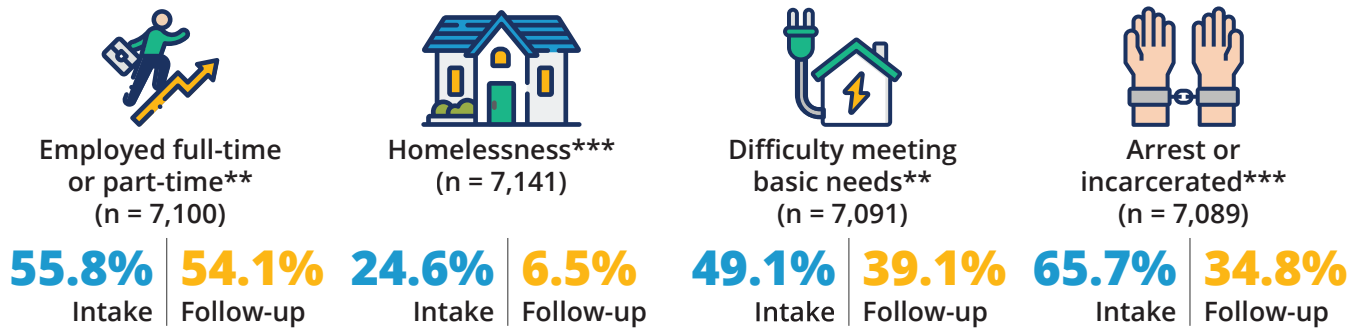 Employed full-time
or part-time**
(n = 7,100)
55.8%
Intake
54.1%
Follow-up
Homelessness***
(n = 7,141)
24.6%
Intake
6.5%
Follow-up
Difficulty meeting
basic needs**
(n = 7,091)
49.1%
Intake
39.1%
Follow-up
Arrest or
incarcerated***
(n = 7,089)
65.7%
Intake
34.8%
Follow-up